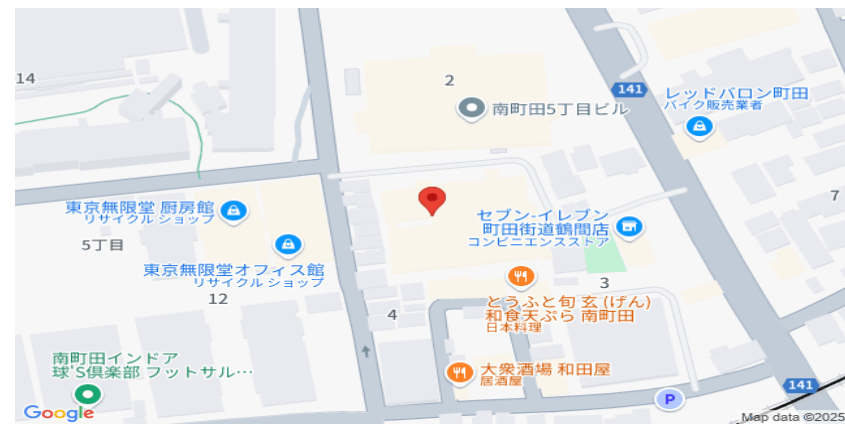 14
2
141
レッドバロン町田
バイク販売業者
南町田5丁目ビル
東京無限堂 厨房館
リサイクル ショップ
セブン-イレブン
町田街道鶴間店
コンビニエンスストア
7
5丁目
東京無限堂オフィス館
リサイクル ショップ
12
3
とうふと旬 玄 (げん)
和食天ぷら 南町田
日本料理
4
南町田インドア
球'S倶楽部 フットサル…
大衆酒場 和田屋
居酒屋
141
P
Google
Map data ©2025